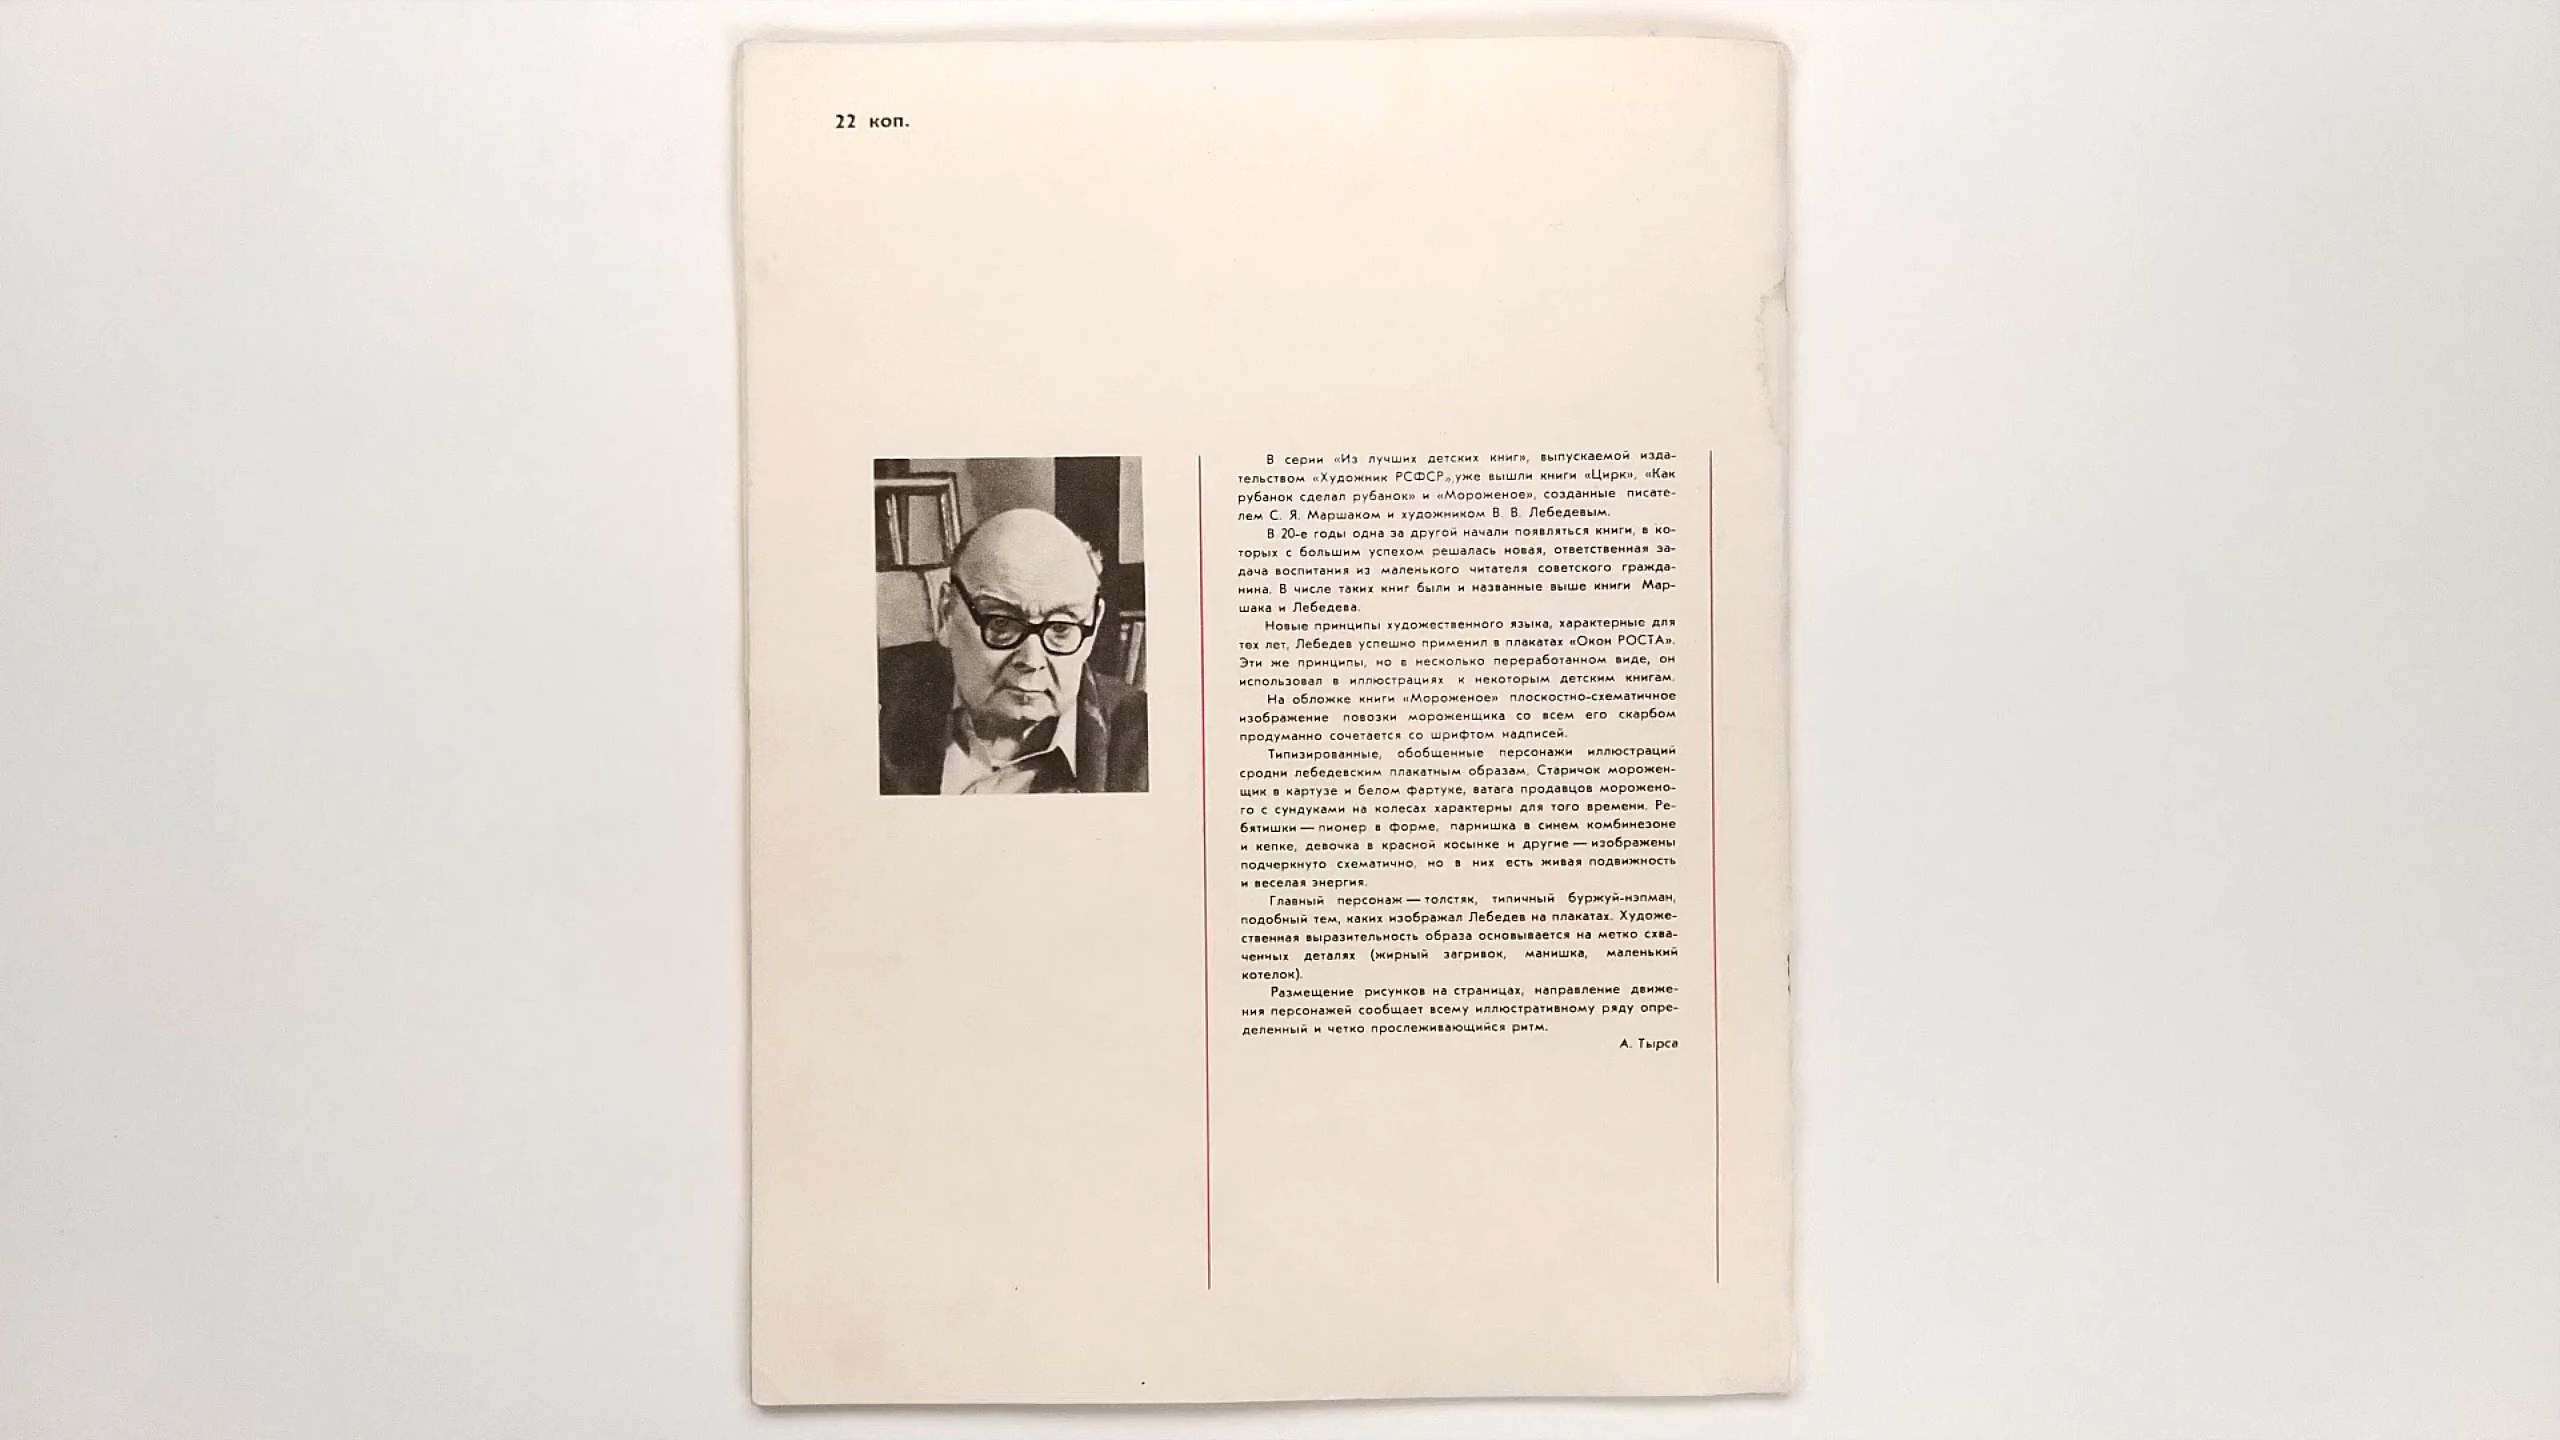 22 коп.
В серии «Из лучших детских книг», выпускаемой изда-
тельством «Художник РСФСР»,уже вышли книги «Цирк», «Как
рубанок сделал рубанок» и «Мороженое», созданные писате-
лем С. Я. Маршаком и художником В. В. Лебедевым.
В 20-е годы одна за другой начали появляться книги, в ко-
торых с большим успехом решалась новая, ответственная за-
дача воспитания из маленького читателя советского гражда-
нина. В числе таких книг были и названные выше книги Мар-
шака и Лебедева.
Новые принципы художественного языка, характерные для
тех лет, Лебедев успешно применил в плакатах «Окон РОСТА».
Эти же принципы, но в несколько переработанном виде, он
использовал в иллюстрациях к некоторым детским книгам.
На обложке книги «Мороженое» плоскостно-схематичное
изображение повозки мороженщика со всем его скарбом
продуманно сочетается со шрифтом надписей.
Типизированные, обобщенные персонажи иллюстраций
сродни лебедевским плакатным образам. Старичок морожен-
щик в картузе и белом фартуке, ватага продавцов морожено-
го с сундуками на колесах характерны для того времени. Ре-
бятишки — пионер в форме, парнишка в синем комбинезоне
и кепке, девочка в красной косынке и другие — изображены
подчеркнуто схематично, но в них есть живая подвижность
и веселая энергия.
Главный персонаж — толстяк, типичный буржуй-нэпман,
подобный тем, каких изображал Лебедев на плакатах. Художе-
ственная выразительность образа основывается на метко схва-
ченных деталях (жирный загривок, манишка, маленький
котелок).
Размещение рисунков на страницах, направление движе-
ния персонажей сообщает всему иллюстративному ряду опре-
деленный и четко прослеживающийся ритм.
А. Тырса